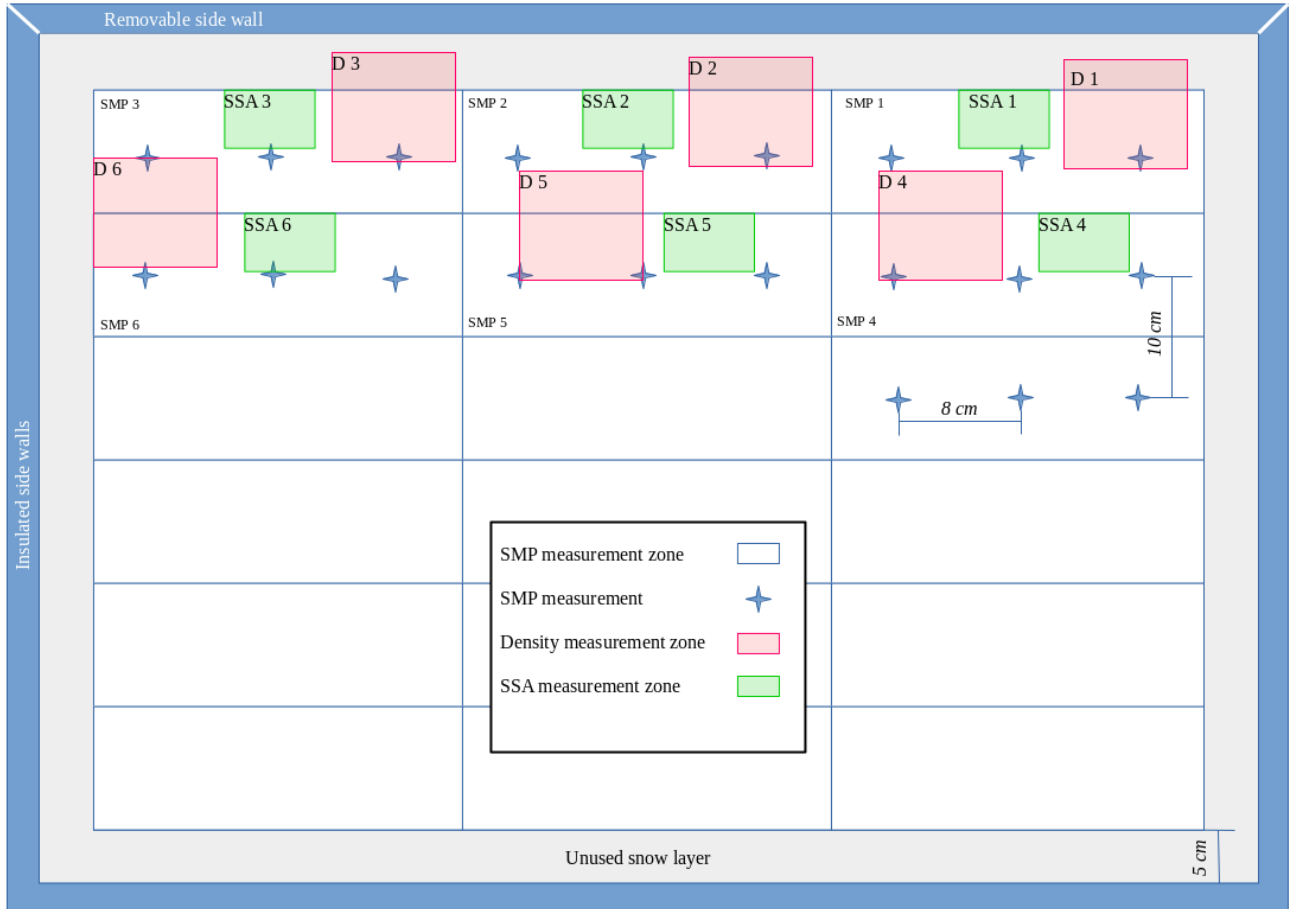 Removable side wall
D 3
D 2
D 1
SMP 3
SSA 3
SMP 2
SSA 2
SMP 1
SSA 1
D 6
D 5
D 4
SSA 6
SSA 5
SSA 4
SMP 6
SMP 5
SMP 4
10 cm
8 cm
Insulated side walls
SMP measurement zone
SMP measurement
Density measurement zone
SSA measurement zone
Unused snow layer
5 cm